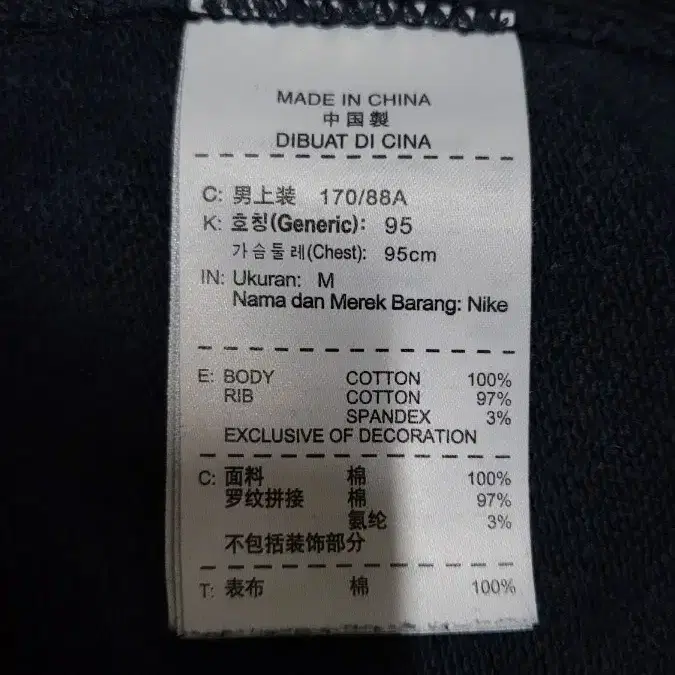 MADE IN CHINA
中国製
DIBUAT DI CINA
C: 男上装 170/88A
K: 호칭(Generic): 95
가슴둘레(Chest): 95cm
IN: Ukuran: M
Nama dan Merek Barang: Nike
E: BODY COTTON 100%
RIB COTTON 97%
SPANDEX 3%
EXCLUSIVE OF DECORATION
C: 面料 棉 100%
罗纹拼接 棉 97%
氨纶 3%
不包括装饰部分
T: 表布 棉 100%